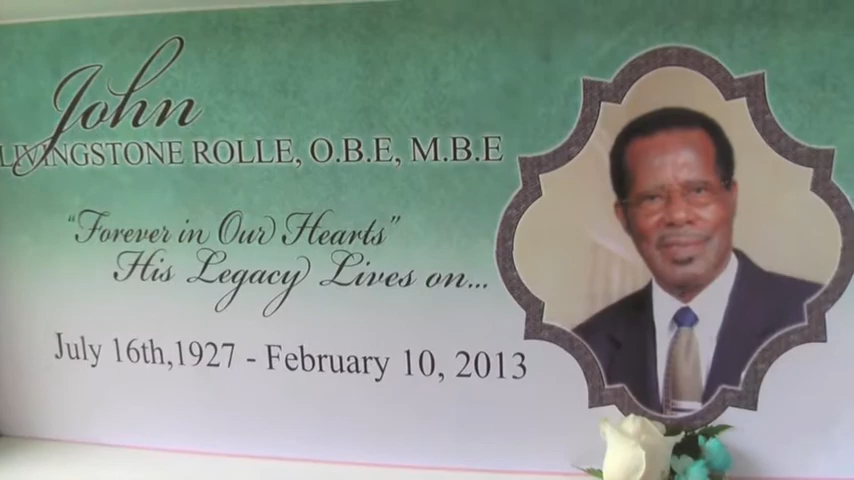 John
LIVINGSTONE ROLLE, O.B.E, M.B.E
"Forever in Our Hearts"
His Legacy Lives on...
July 16th,1927 - February 10, 2013